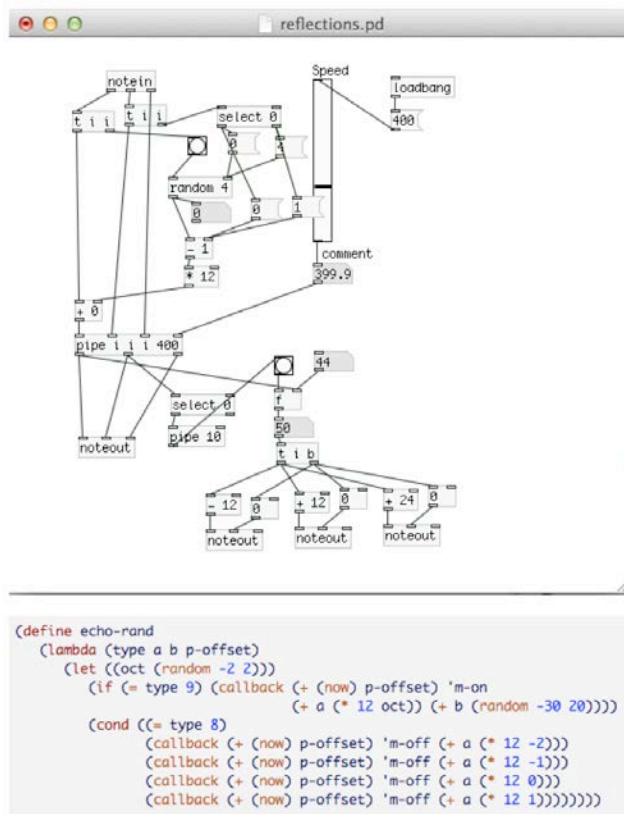 reflections.pd
Speed
notein
loadbang
t i i
t i i
select 0
400
0
4
random 4
0
0
1
- 1
comment
* 12
399.9
+ 0
pipe i i i 400
44
f
select 0
50
pipe 10
noteout
t i b
- 12
0
+ 12
0
+ 24
0
noteout
noteout
noteout
(define echo-rand
(lambda (type a b p-offset)
(let ((oct (random -2 2)))
(if (= type 9) (callback (+ (now) p-offset) 'm-on
(+ a (* 12 oct)) (+ b (random -30 20))))
(cond ((= type 8)
(callback (+ (now) p-offset) 'm-off (+ a (* 12 -2)))
(callback (+ (now) p-offset) 'm-off (+ a (* 12 -1)))
(callback (+ (now) p-offset) 'm-off (+ a (* 12 0)))
(callback (+ (now) p-offset) 'm-off (+ a (* 12 1))))))))